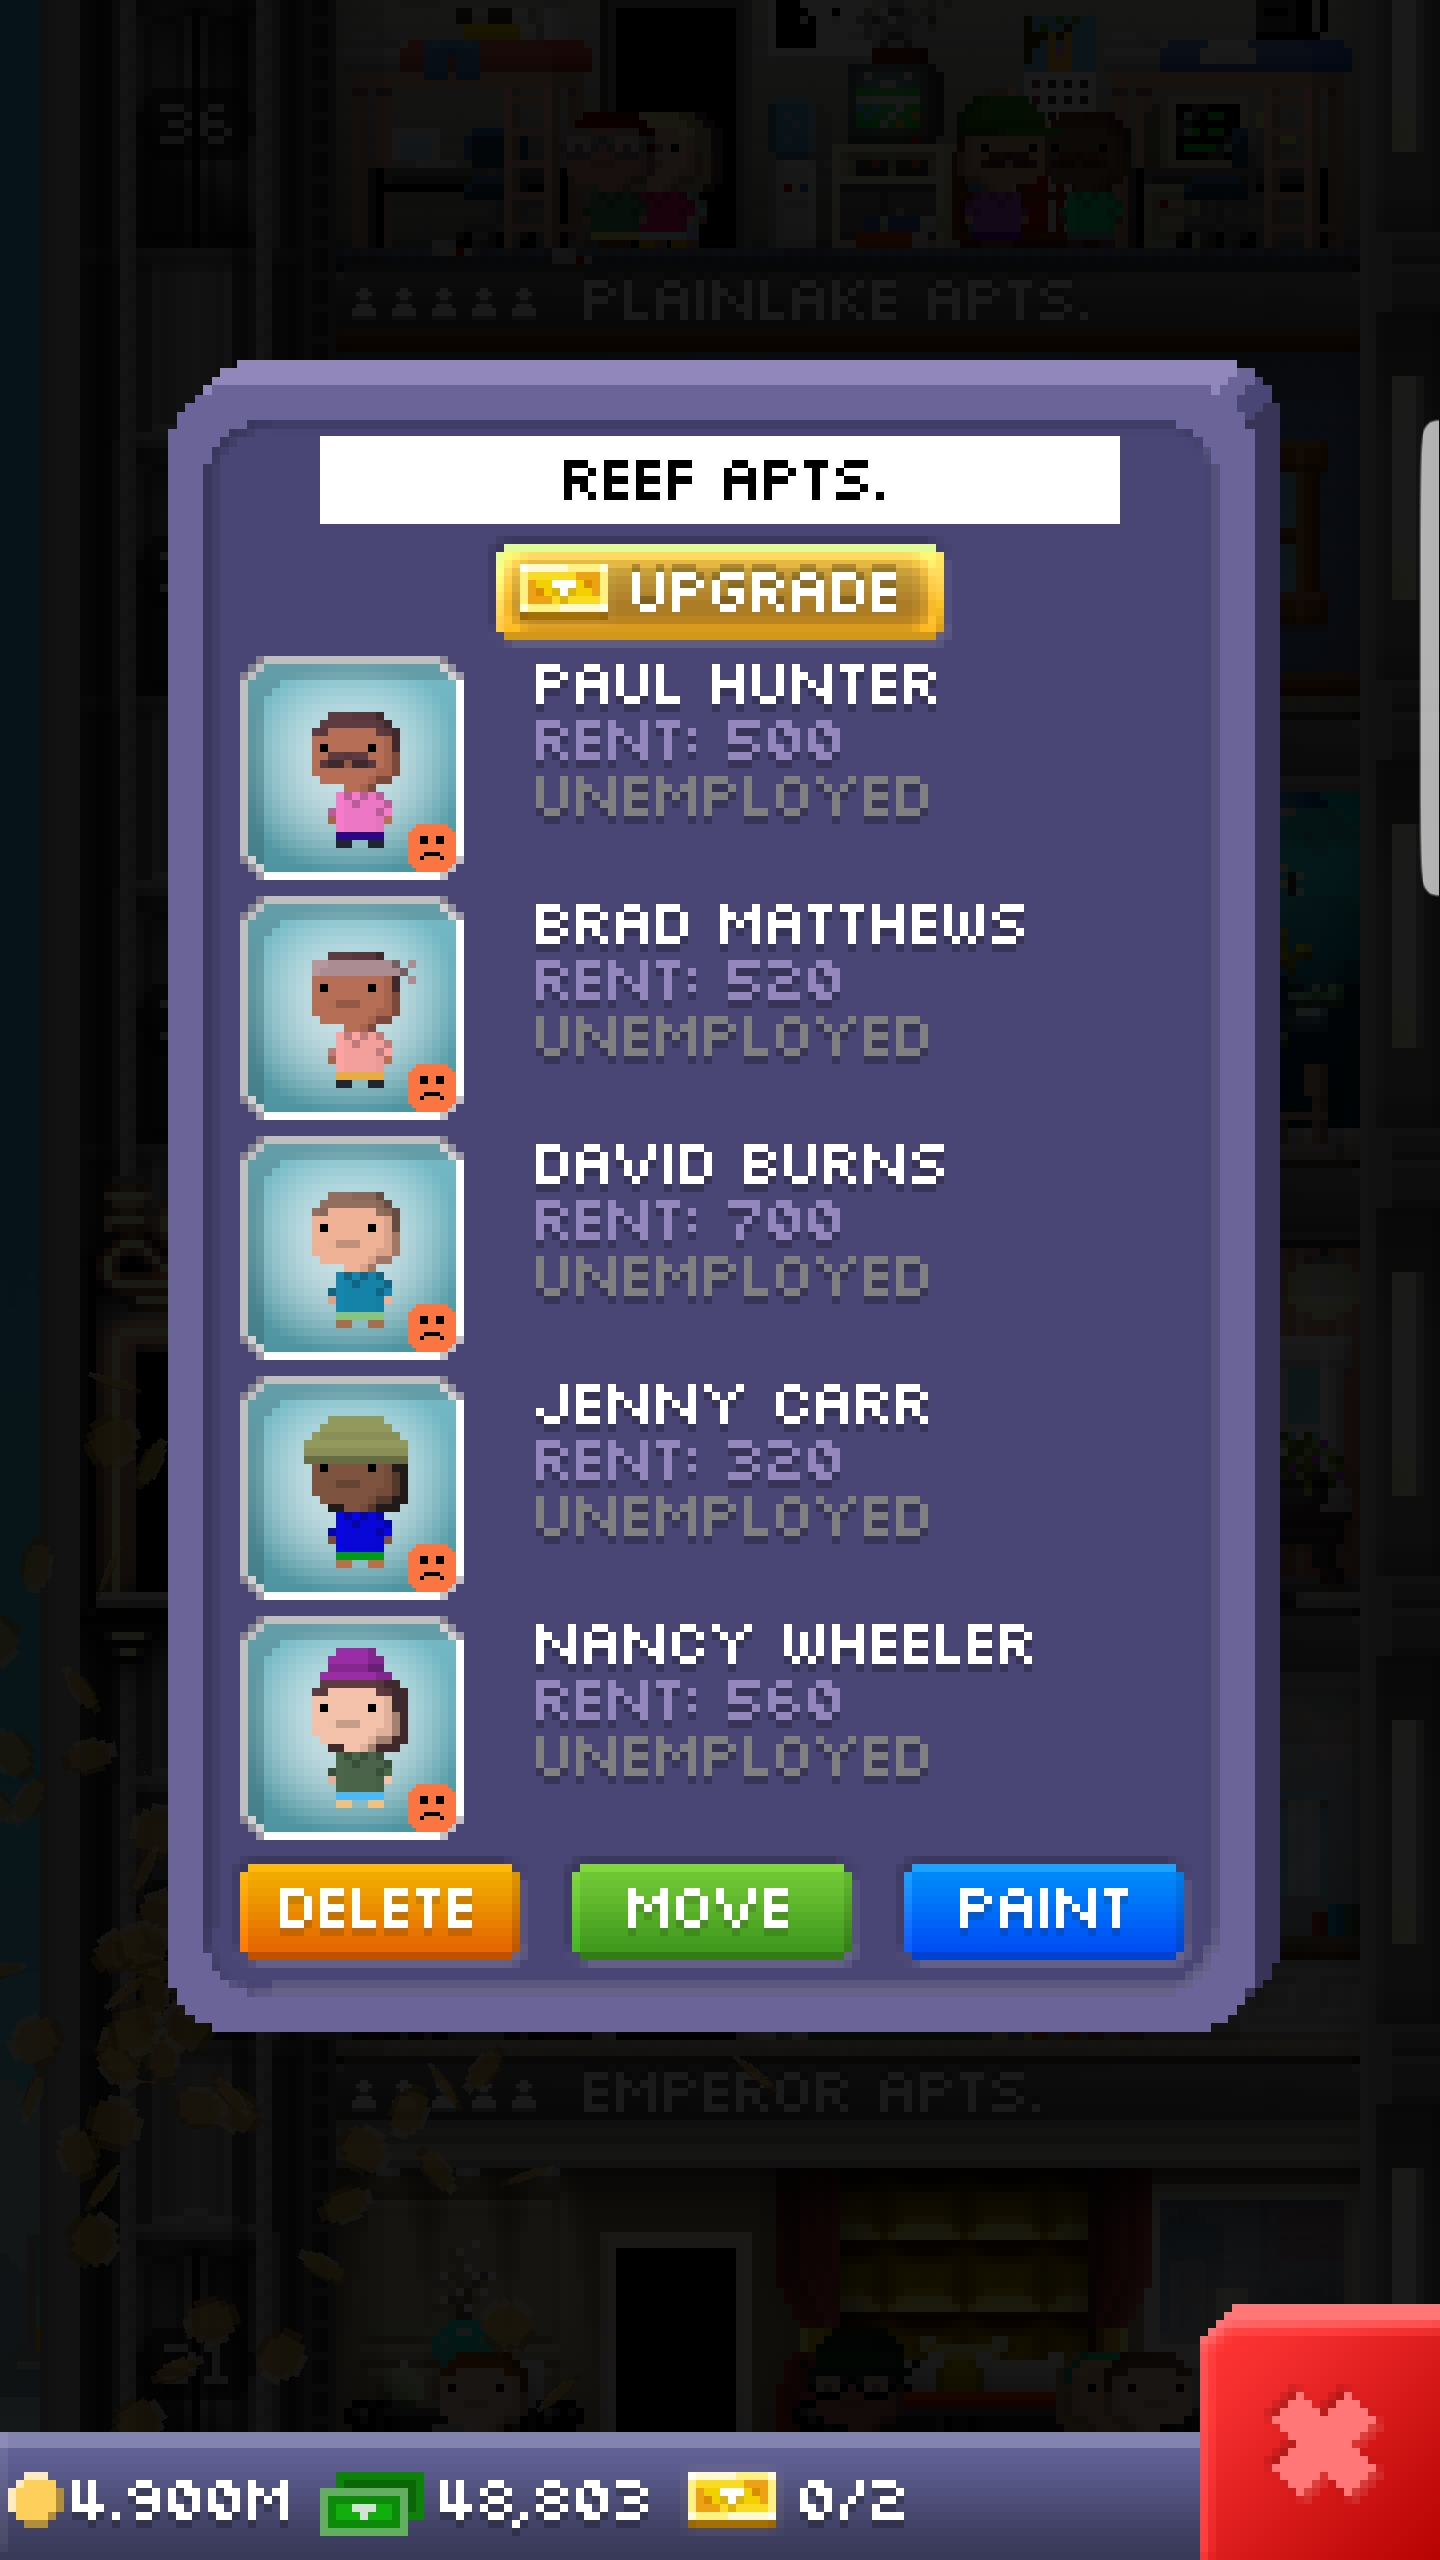 36
PLAINLAKE APTS.
REEF APTS.
UPGRADE
PAUL HUNTER
RENT: 500
UNEMPLOYED
BRAD MATTHEWS
RENT: 520
UNEMPLOYED
DAVID BURNS
RENT: 700
UNEMPLOYED
JENNY CARR
RENT: 320
UNEMPLOYED
NANCY WHEELER
RENT: 560
UNEMPLOYED
DELETE MOVE PAINT
EMPEROR APTS.
4.900M 48,803 0/2